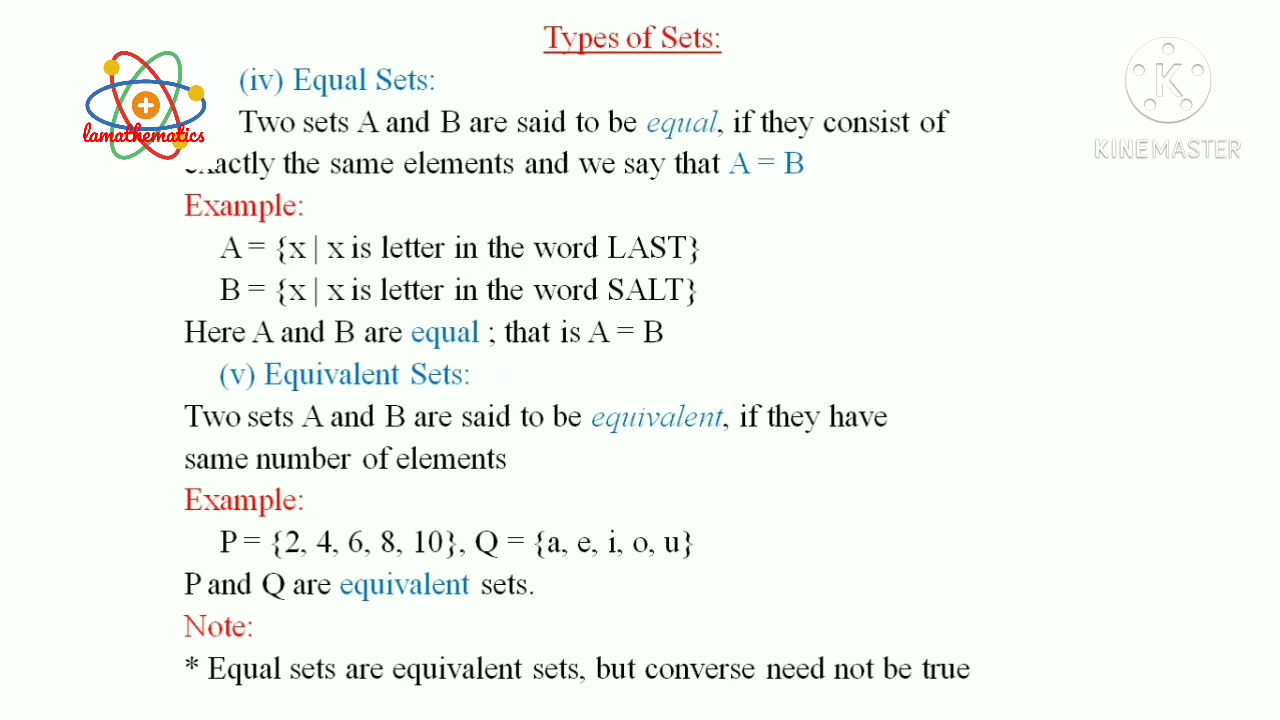 Types of Sets:
(iv) Equal Sets:
lamathematics
K
KINEMASTER
Two sets A and B are said to be equal, if they consist of
exactly the same elements and we say that A = B
Example:
A = {x | x is letter in the word LAST}
B = {x | x is letter in the word SALT}
Here A and B are equal ; that is A = B
(v) Equivalent Sets:
Two sets A and B are said to be equivalent, if they have
same number of elements
Example:
P = {2, 4, 6, 8, 10}, Q = {a, e, i, o, u}
P and Q are equivalent sets.
Note:
* Equal sets are equivalent sets, but converse need not be true